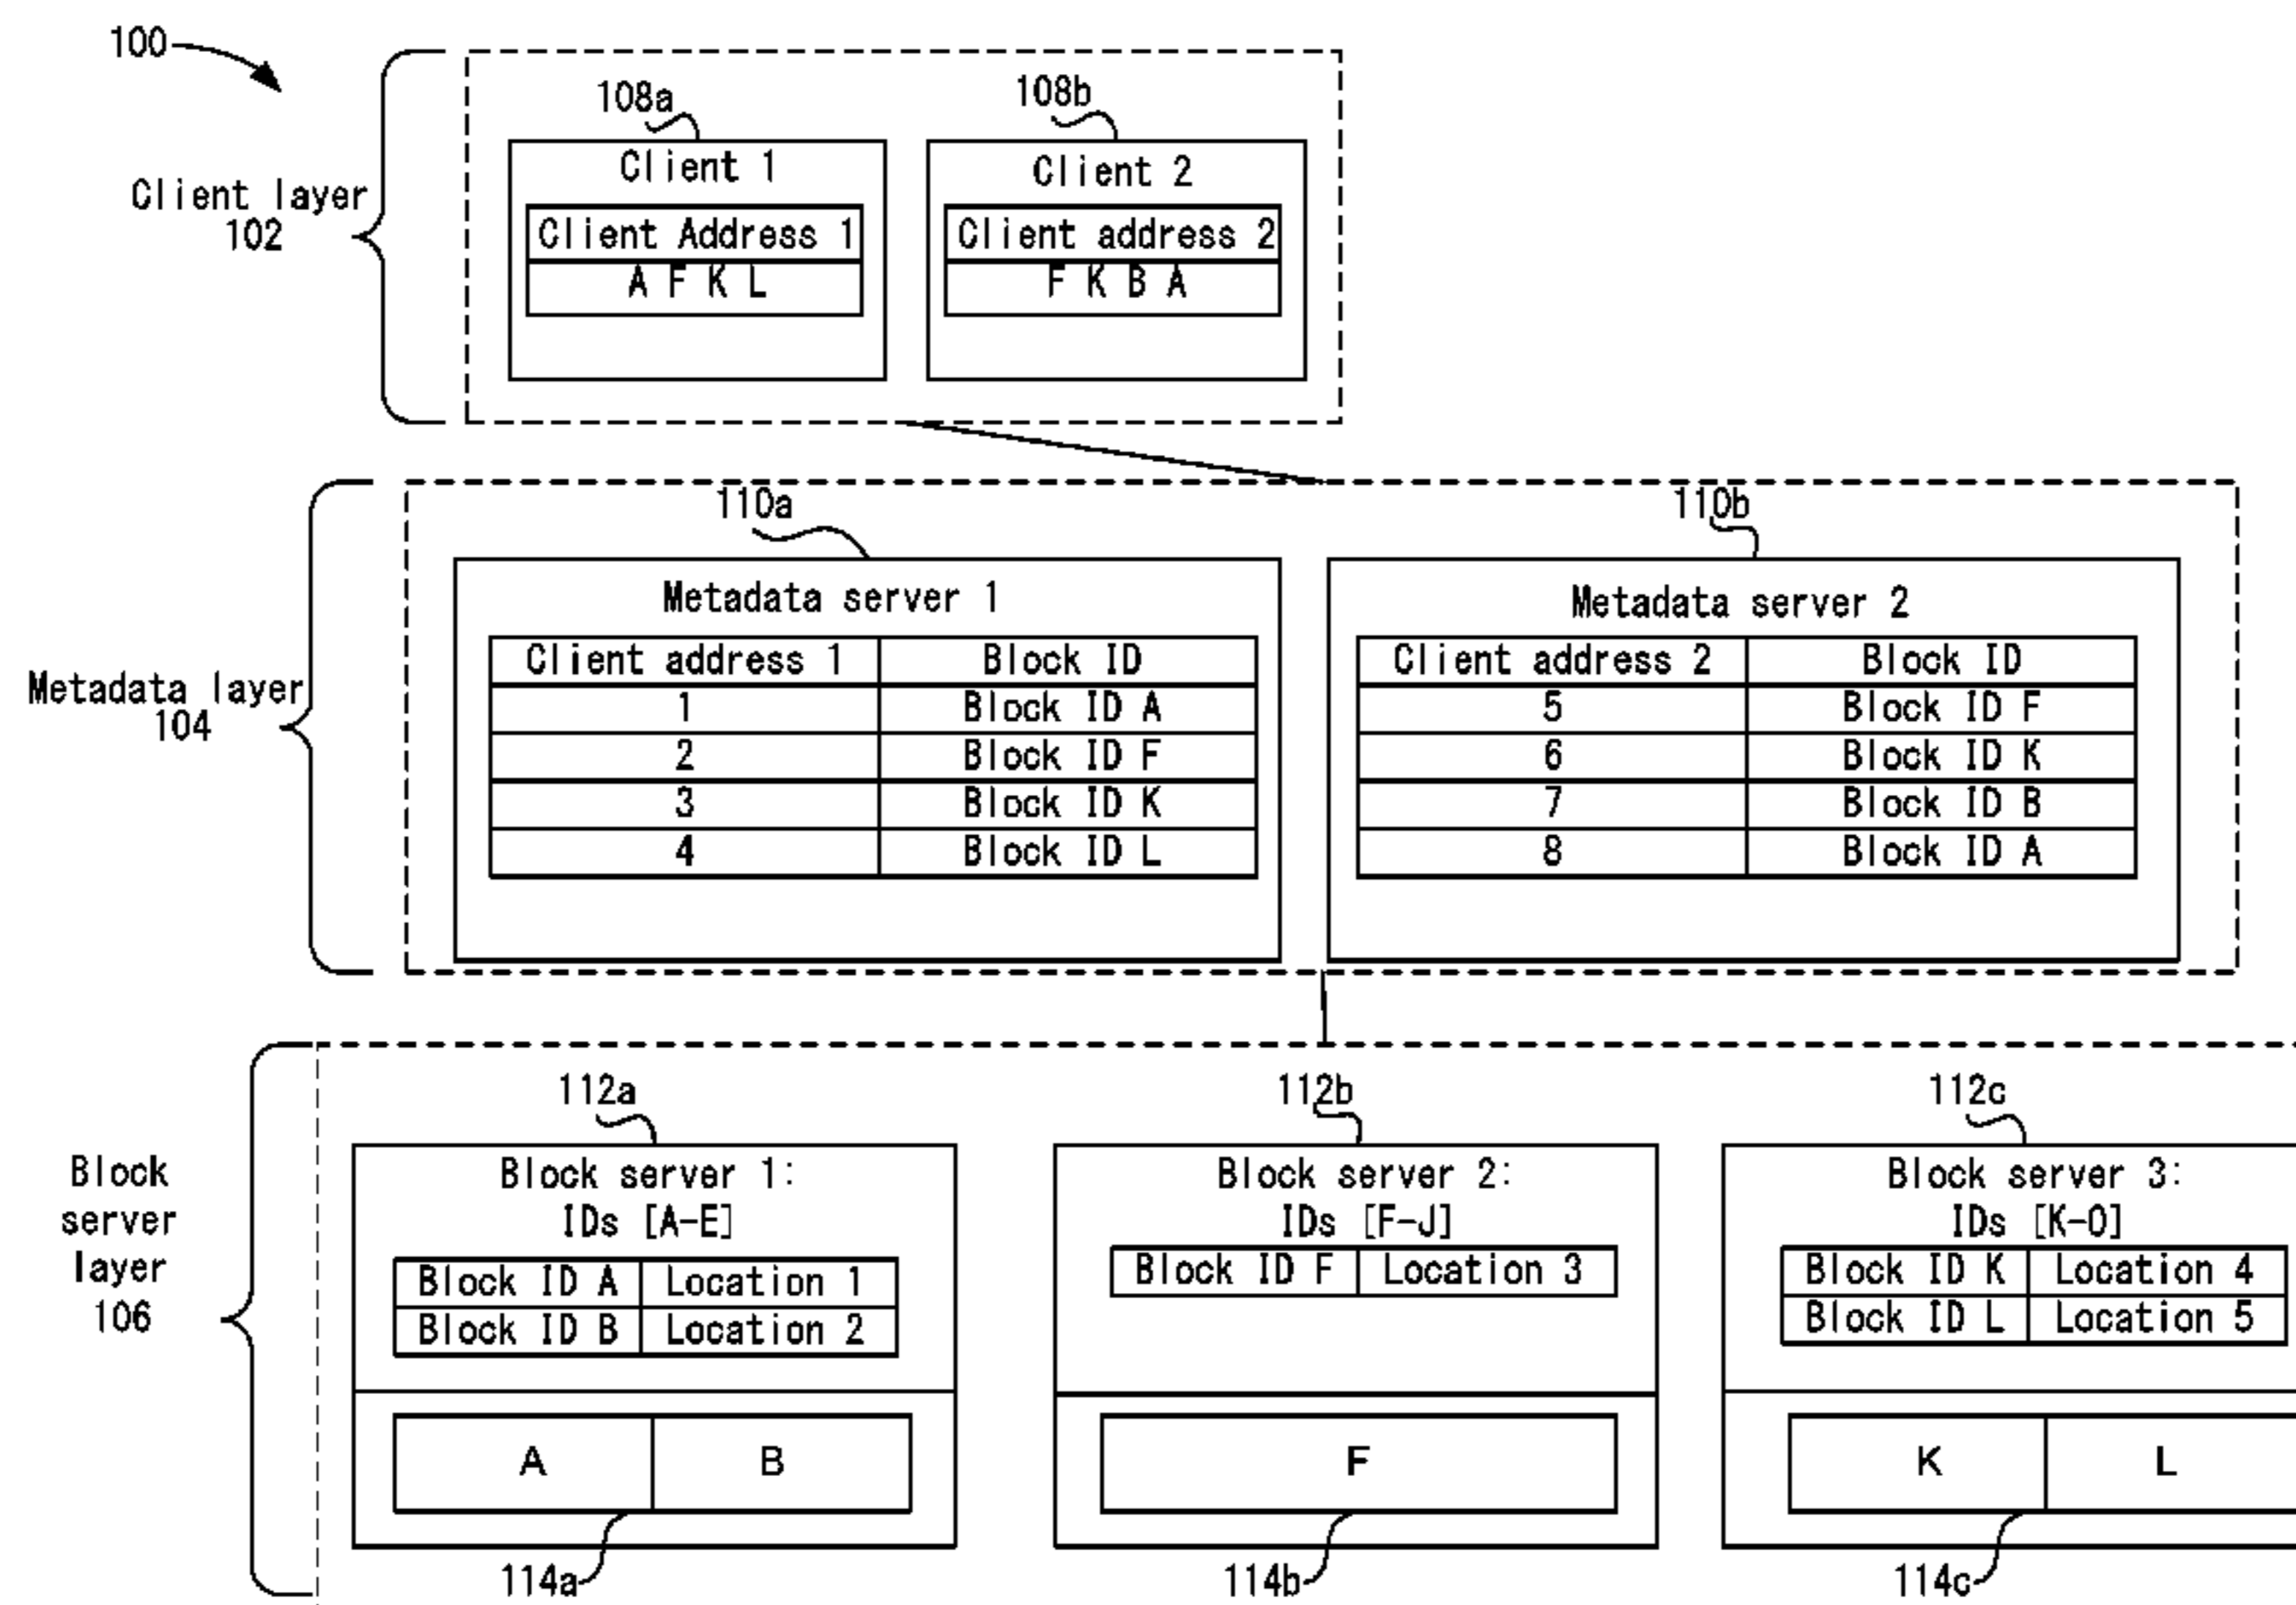 100
108a
108b
Client 1
Client 2
Client layer
102
Client Address 1
Client address 2
A F K L
F K B A
110a
110b
Metadata server 1
Metadata server 2
Metadata layer
104
Client address 1 Block ID
1 Block ID A
2 Block ID F
3 Block ID K
4 Block ID L
Client address 2 Block ID
5 Block ID F
6 Block ID K
7 Block ID B
8 Block ID A
Block
server
layer
106
112a
Block server 1:
IDs [A-E]
Block ID A Location 1
Block ID B Location 2
A B
114a
112b
Block server 2:
IDs [F-J]
Block ID F Location 3
F
114b
112c
Block server 3:
IDs [K-O]
Block ID K Location 4
Block ID L Location 5
K L
114c